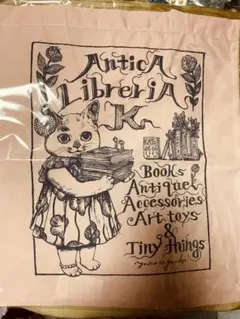 Antica
Libreria
K
Books
Antique
Accessories
Art toys
&
Tiny things